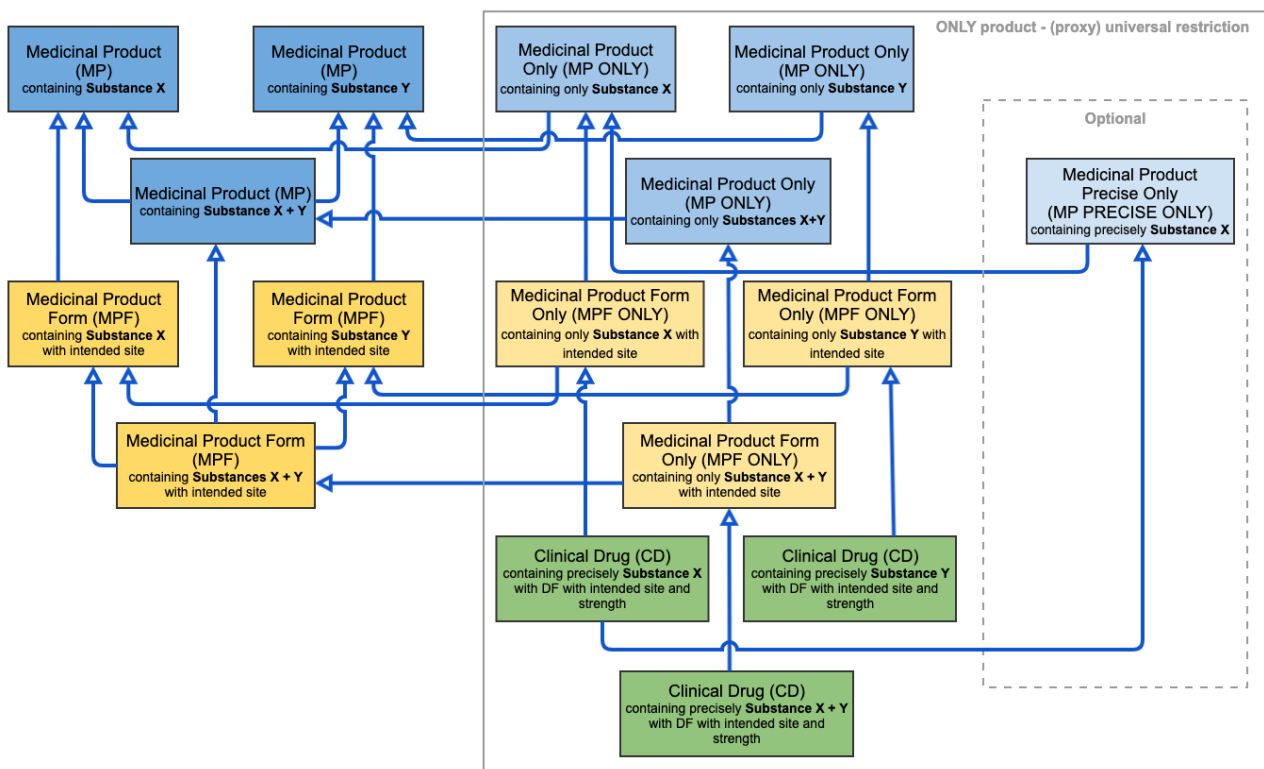 ONLY product - (proxy) universal restriction
Medicinal Product
(MP)
containing Substance X
Medicinal Product
(MP)
containing Substance Y
Medicinal Product
Only (MP ONLY)
containing only Substance X
Medicinal Product Only
(MP ONLY)
containing only Substance Y
Optional
Medicinal Product (MP)
containing Substance X + Y
Medicinal Product Only
(MP ONLY)
containing only Substances X+Y
Medicinal Product
Precise Only
(MP PRECISE ONLY)
containing precisely Substance X
Medicinal Product
Form (MPF)
containing Substance X
with intended site
Medicinal Product
Form (MPF)
containing Substance Y
with intended site
Medicinal Product Form
Only (MPF ONLY)
containing only Substance X with
intended site
Medicinal Product Form
Only (MPF ONLY)
containing only Substance Y with
intended site
Medicinal Product Form
(MPF)
containing Substances X + Y
with intended site
Medicinal Product Form
Only (MPF ONLY)
containing only Substance X + Y
with intended site
Clinical Drug (CD)
containing precisely Substance X
with DF with intended site and
strength
Clinical Drug (CD)
containing precisely Substance Y
with DF with intended site and
strength
Clinical Drug (CD)
containing precisely Substance X + Y
with DF with intended site and
strength